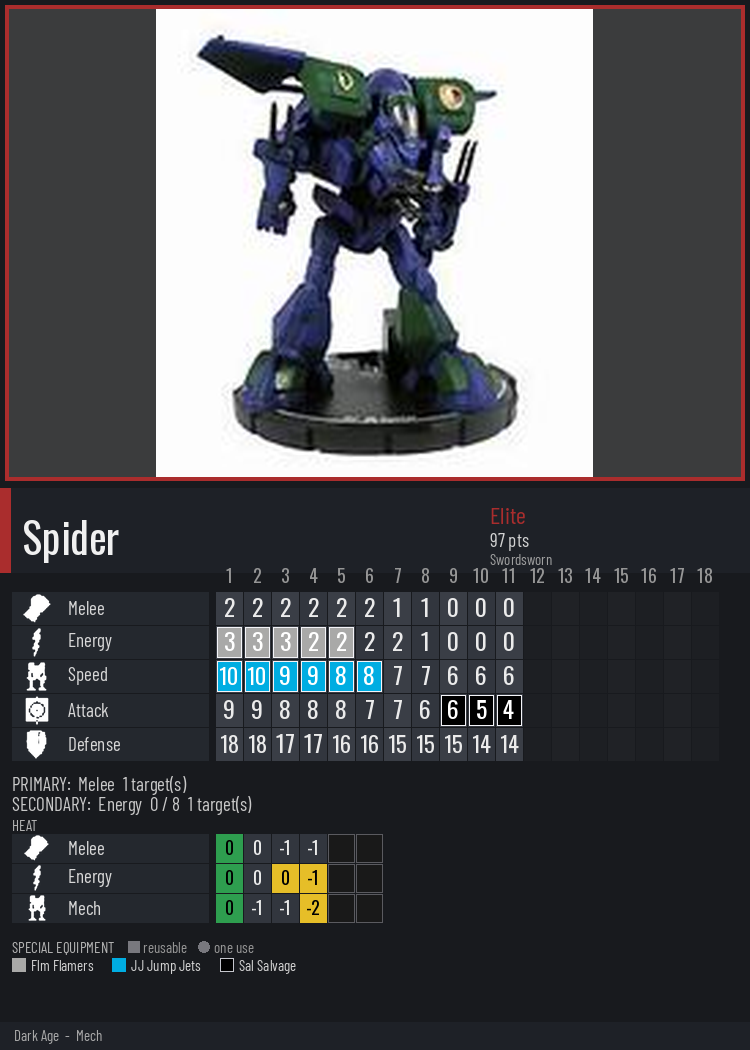 Spider
Elite
97 pts
Swordsworn
1 2 3 4 5 6 7 8 9 10 11 12 13 14 15 16 17 18
Melee 2 2 2 2 2 2 1 1 0 0 0
Energy 3 3 3 2 2 2 2 1 0 0 0
Speed 10 10 9 9 8 8 7 7 6 6 6
Attack 9 9 8 8 8 7 7 6 6 5 4
Defense 18 18 17 17 16 16 15 15 15 14 14
PRIMARY: Melee 1 target(s)
SECONDARY: Energy 0 / 8 1 target(s)
HEAT
Melee 0 0 -1 -1
Energy 0 0 0 -1
Mech 0 -1 -1 -2
SPECIAL EQUIPMENT reusable one use
Flm Flamers JJ Jump Jets Sal Salvage
Dark Age - Mech